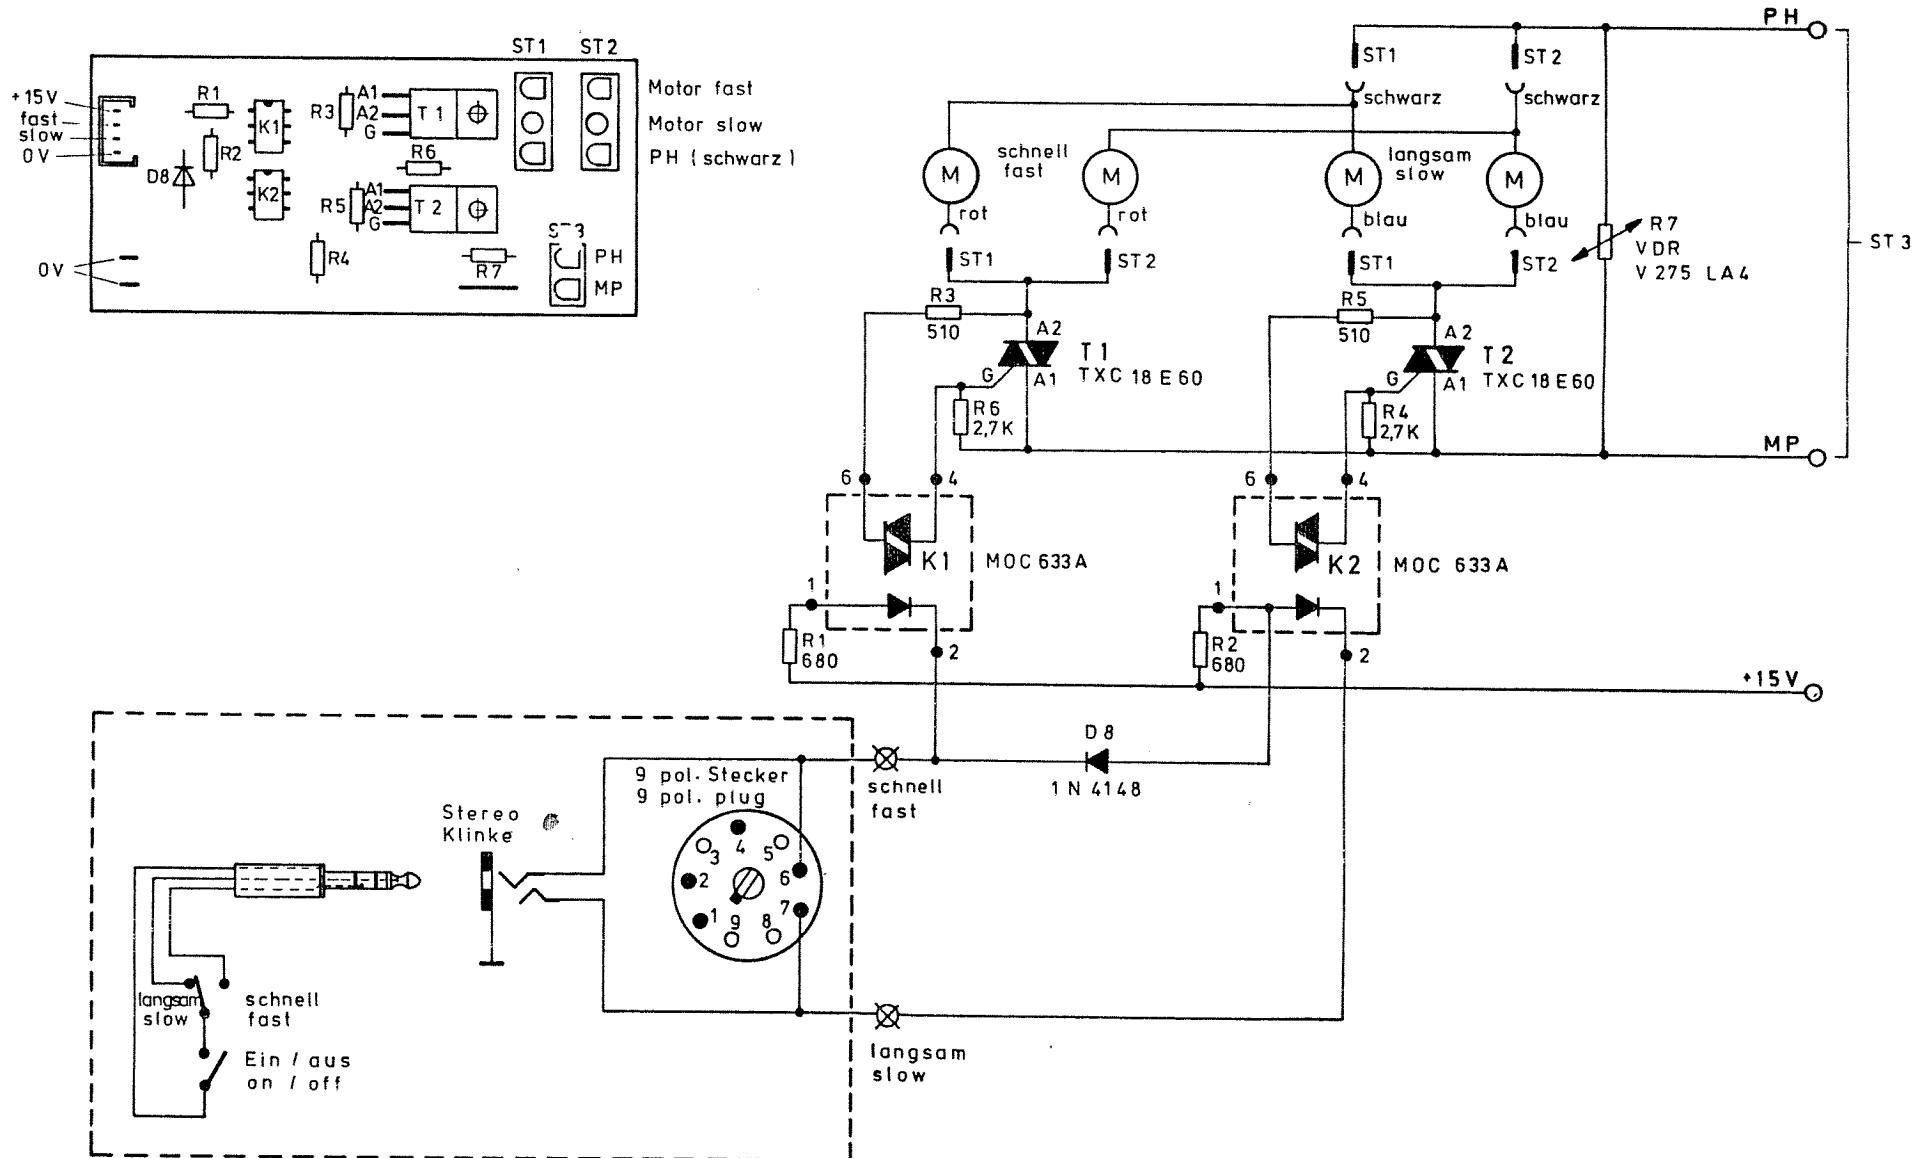 ST1 ST2
+15V
fast
slow
0V
R1
K1
R2
D8
K2
R3
A1
A2
G
T1
R6
R5
A1
A2
G
T2
R4
R7
0V
Motor fast
Motor slow
PH (schwarz)
ST3
PH
MP
PH
ST1
schwarz
ST2
schwarz
M
schnell
fast
M
M
langsam
slow
M
rot
rot
blau
blau
ST1
ST2
ST1
ST2
R7
VDR
V 275 LA4
ST3
R3
510
A2
T1
TXC 18 E60
G
A1
R6
2,7K
R5
510
A2
T2
TXC 18 E60
G
A1
R4
2,7K
MP
6
4
K1
MOC 633A
1
2
R1
680
6
4
K2
MOC 633A
1
2
R2
680
+15V
D8
1N 4148
schnell
fast
9 pol. Stecker
9 pol. plug
Stereo
Klinke
3
4
5
2
6
1
9
8
7
langsam
slow
schnell
fast
Ein / aus
on / off
langsam
slow